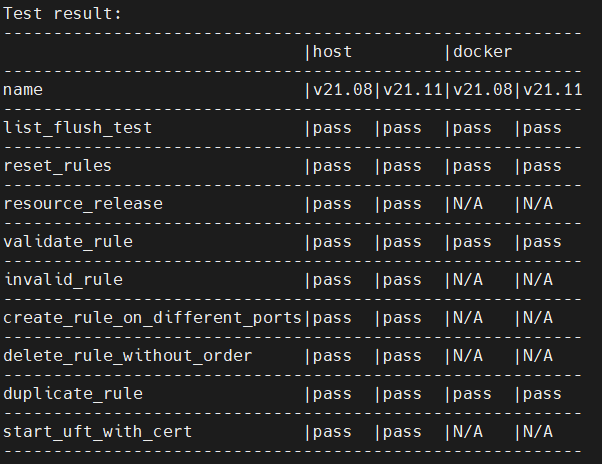 Test result:
----------------------------------------------------------
                              |host         |docker
----------------------------------------------------------
name                          |v21.08|v21.11|v21.08|v21.11
----------------------------------------------------------
list_flush_test               |pass  |pass  |pass  |pass
----------------------------------------------------------
reset_rules                   |pass  |pass  |pass  |pass
----------------------------------------------------------
resource_release              |pass  |pass  |N/A   |N/A
----------------------------------------------------------
validate_rule                 |pass  |pass  |pass  |pass
----------------------------------------------------------
invalid_rule                  |pass  |pass  |N/A   |N/A
----------------------------------------------------------
create_rule_on_different_ports|pass  |pass  |N/A   |N/A
----------------------------------------------------------
delete_rule_without_order     |pass  |pass  |N/A   |N/A
----------------------------------------------------------
duplicate_rule                |pass  |pass  |pass  |pass
----------------------------------------------------------
start_uft_with_cert           |pass  |pass  |N/A   |N/A
----------------------------------------------------------